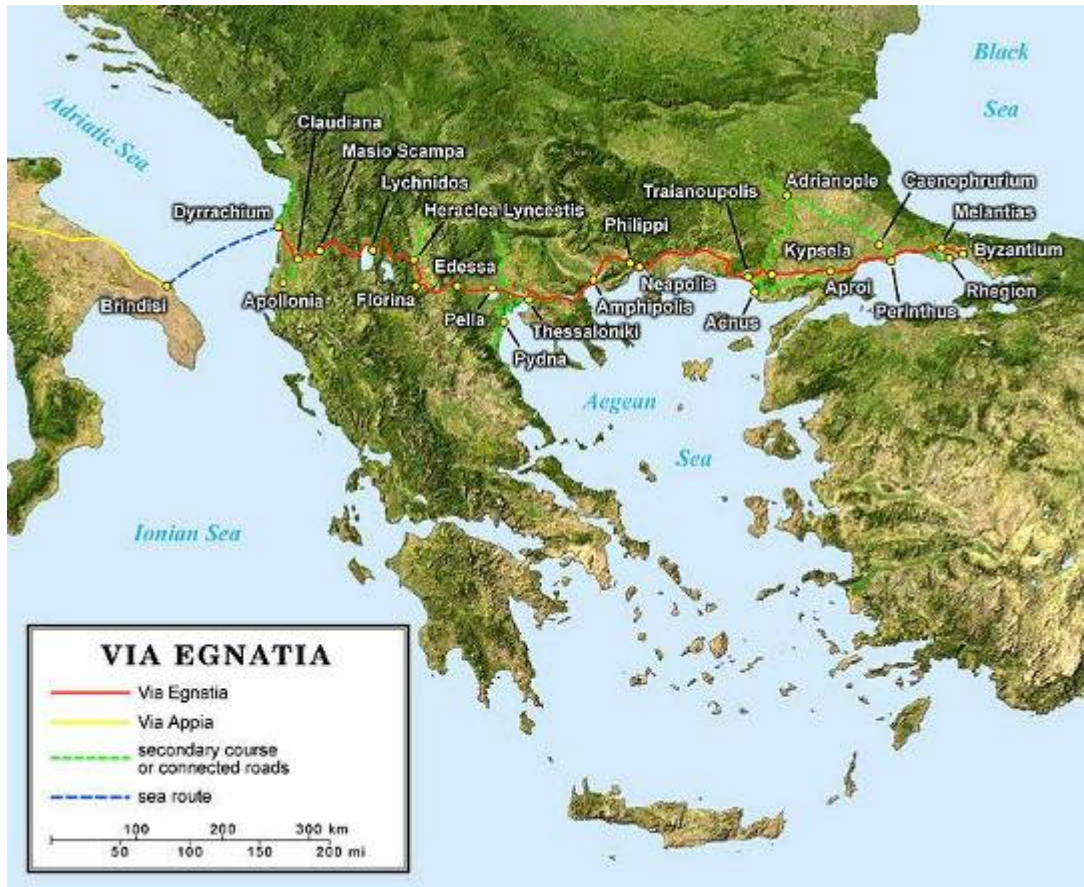 Black
Sea
Adriatic Sea
Claudiana
Masio Scampa
Lychnidos
Heraclea Lyncestis
Dyrrachium
Traianoupolis
Adrianople
Caenophrurium
Melantias
Philippi
Kypsela
Byzantium
Edessa
Neapolis
Aproi
Rhegion
Brindisi
Apollonia
Florina
Amphipolis
Perinthus
Pella
Thessaloniki
Aenus
Pydna
Aegean
Sea
Ionian Sea
VIA EGNATIA
Via Egnatia
Via Appia
secondary course
or connected roads
sea route
100 200 300 km
50 100 150 200 mi